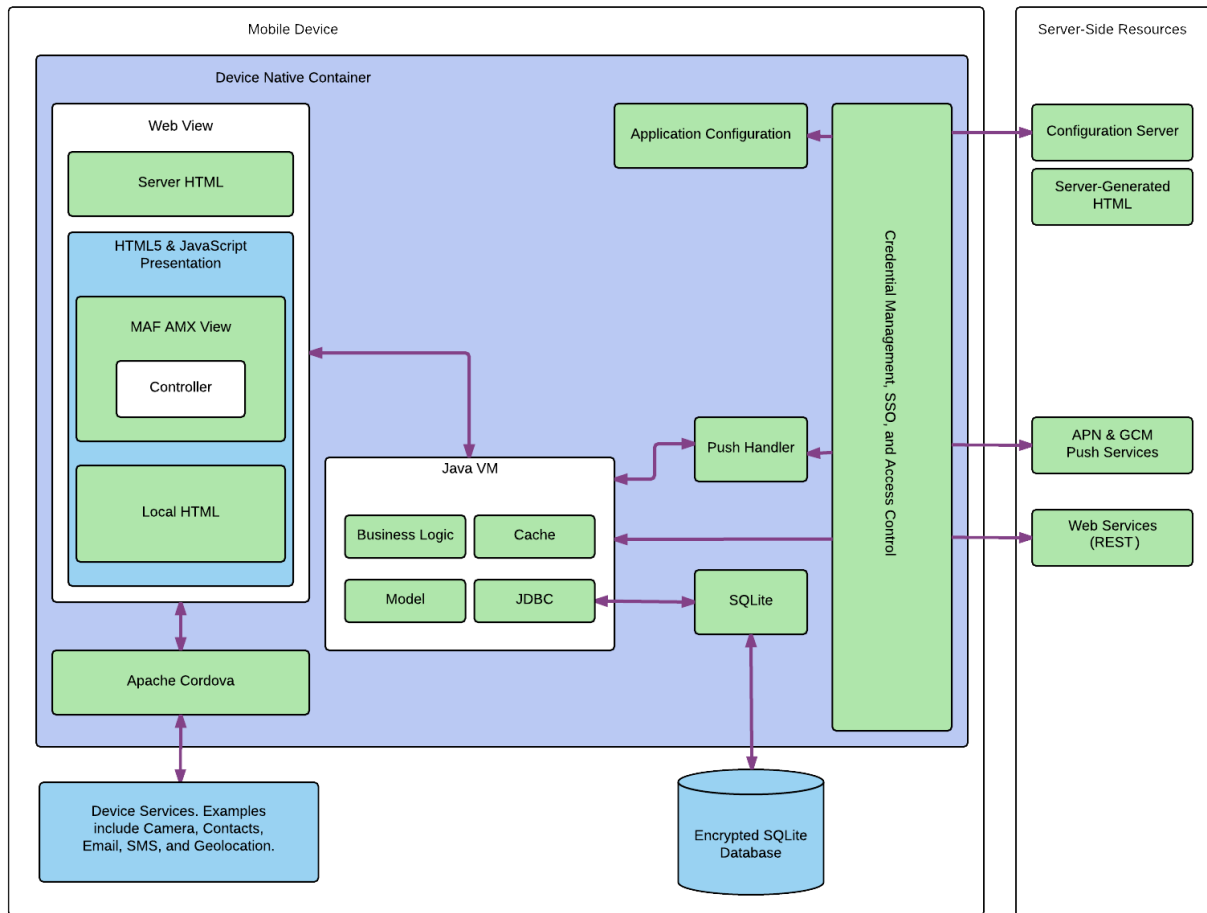 Mobile Device
Server-Side Resources
Device Native Container
Web View
Server HTML
HTML5 & JavaScript
Presentation
MAF AMX View
Controller
Local HTML
Apache Cordova
Device Services. Examples
include Camera, Contacts,
Email, SMS, and Geolocation.
Java VM
Business Logic
Cache
Model
JDBC
Application Configuration
Push Handler
SQLite
Encrypted SQLite
Database
Credential Management, SSO, and Access Control
Configuration Server
Server-Generated
HTML
APN & GCM
Push Services
Web Services
(REST)